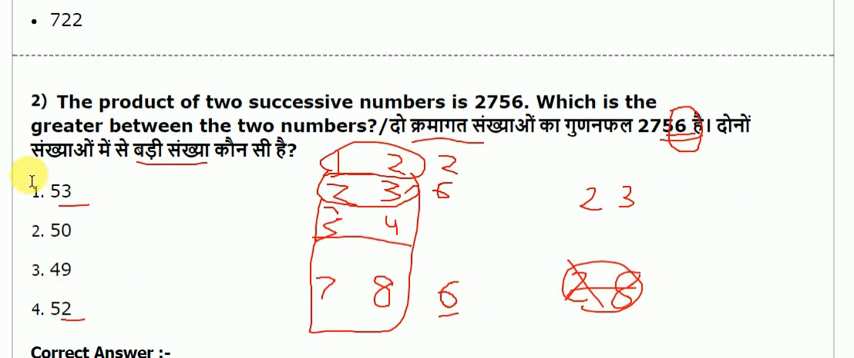 • 722
2) The product of two successive numbers is 2756. Which is the
greater between the two numbers?/दो क्रमागत संख्याओं का गुणनफल 2756 है। दोनों
संख्याओं में से बड़ी संख्या कौन सी है?
1 2 2
1. 53 2 3 6 2 3
2. 50 3 4
3. 49 7 8 6 2 8
4. 52
Correct Answer :-